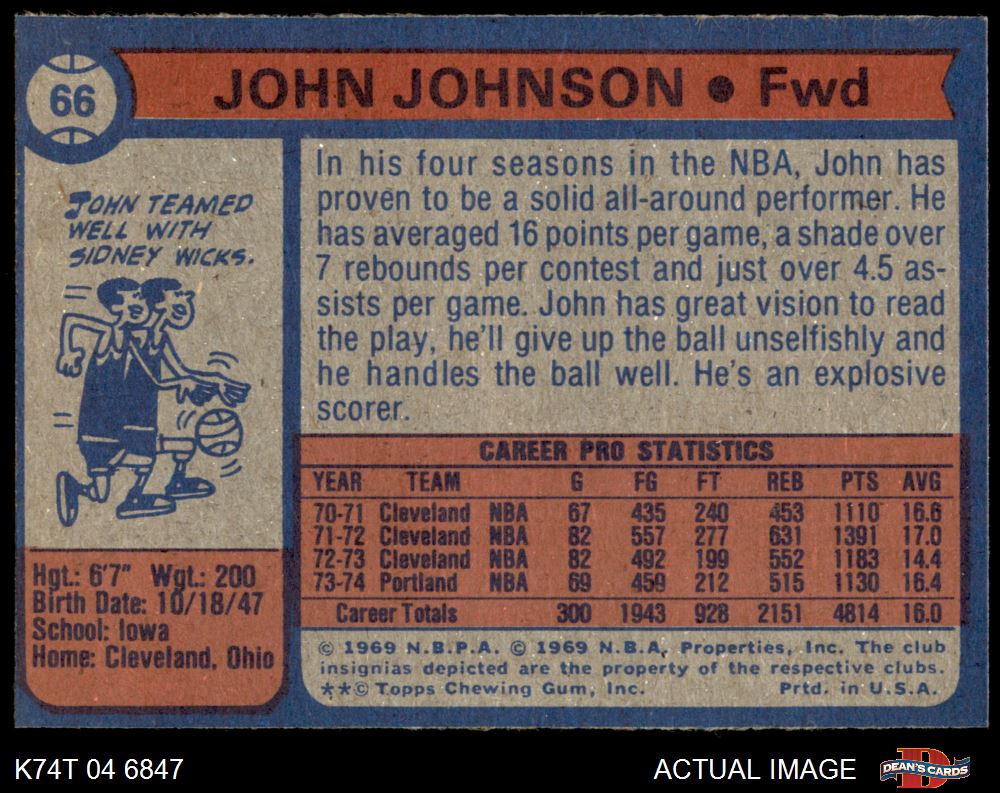 66
JOHN JOHNSON • Fwd
JOHN TEAMED
WELL WITH
SIDNEY WICKS.
In his four seasons in the NBA, John has
proven to be a solid all-around performer. He
has averaged 16 points per game, a shade over
7 rebounds per contest and just over 4.5 as-
sists per game. John has great vision to read
the play, he'll give up the ball unselfishly and
he handles the ball well. He's an explosive
scorer.
CAREER PRO STATISTICS
YEAR TEAM G FG FT REB PTS AVG
70-71 Cleveland NBA 67 435 240 453 1110 16.6
71-72 Cleveland NBA 82 557 277 631 1391 17.0
72-73 Cleveland NBA 82 492 199 552 1183 14.4
73-74 Portland NBA 69 459 212 515 1130 16.4
Career Totals 300 1943 928 2151 4814 16.0
Hgt.: 6'7" Wgt.: 200
Birth Date: 10/18/47
School: Iowa
Home: Cleveland, Ohio
© 1969 N.B.P.A. © 1969 N.B.A. Properties, Inc. The club
insignias depicted are the property of the respective clubs.
**© Topps Chewing Gum, Inc. Prtd. in U.S.A.
K74T 04 6847 ACTUAL IMAGE D DEAN'S CARDS